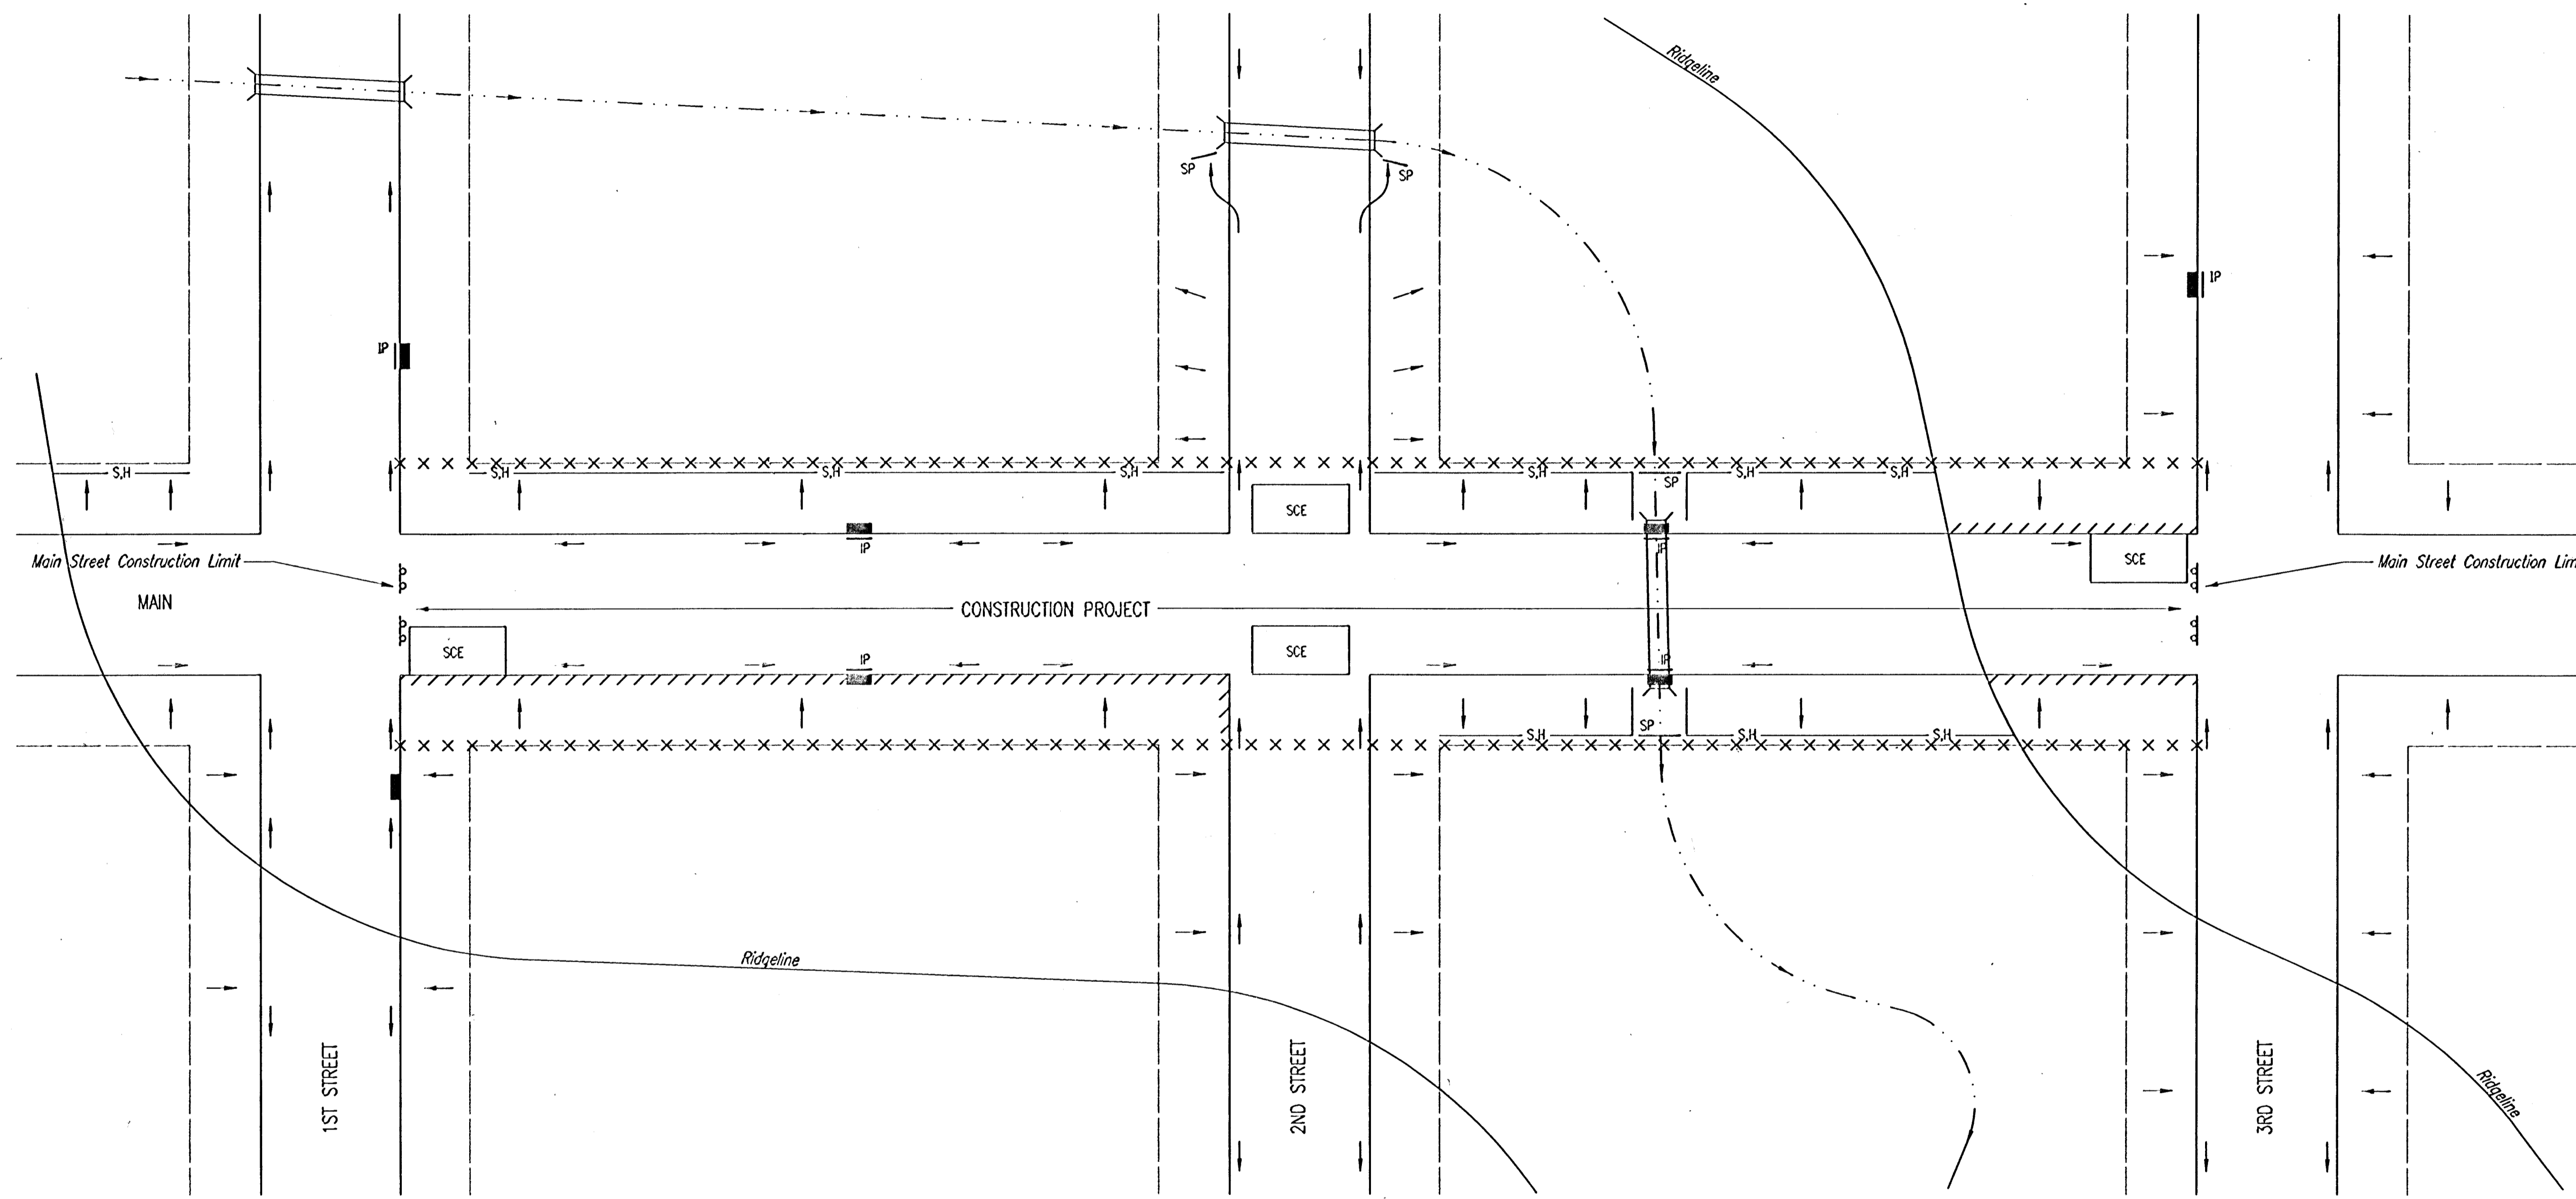 Ridgeline
SP
SP
IP
IP
S,H
S,H
S,H
S,H
S,H
SP
S,H
S,H
SCE
Main Street Construction Limit
IP
IP
SCE
Main Street Construction Lim
MAIN
CONSTRUCTION PROJECT
SCE
IP
SCE
IP
SP
S,H
S,H
S,H
Ridgeline
1ST STREET
2ND STREET
3RD STREET
Ridgeline